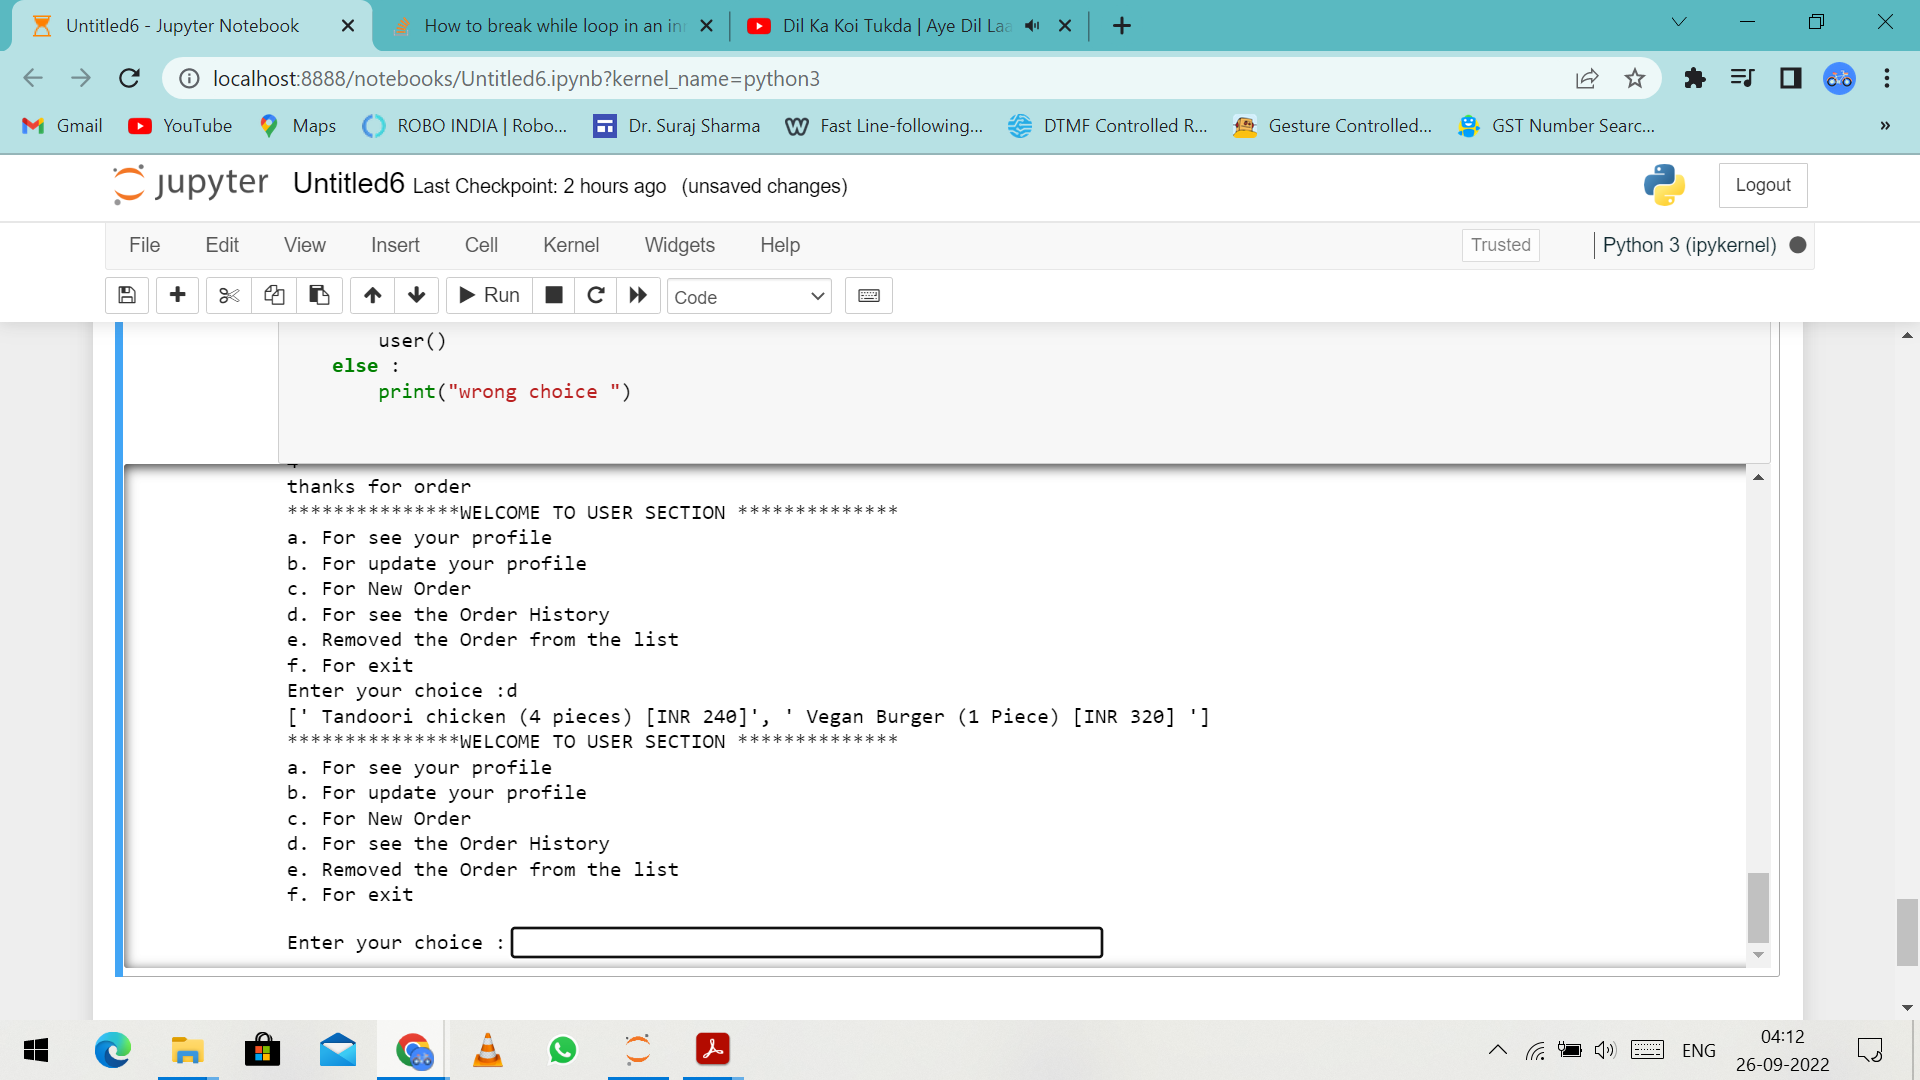 Untitled6 - Jupyter Notebook
How to break while loop in an in
Dil Ka Koi Tukda | Aye Dil Laa
localhost:8888/notebooks/Untitled6.ipynb?kernel_name=python3
Gmail YouTube Maps ROBO INDIA | Robo... Dr. Suraj Sharma Fast Line-following... DTMF Controlled R... Gesture Controlled... GST Number Searc... »
jupyter Untitled6 Last Checkpoint: 2 hours ago (unsaved changes) Logout
File Edit View Insert Cell Kernel Widgets Help Trusted Python 3 (ipykernel)
Run Code
user()
else :
print("wrong choice ")
thanks for order
***************WELCOME TO USER SECTION **************
a. For see your profile
b. For update your profile
c. For New Order
d. For see the Order History
e. Removed the Order from the list
f. For exit
Enter your choice :d
[' Tandoori chicken (4 pieces) [INR 240]', ' Vegan Burger (1 Piece) [INR 320] ']
***************WELCOME TO USER SECTION **************
a. For see your profile
b. For update your profile
c. For New Order
d. For see the Order History
e. Removed the Order from the list
f. For exit
Enter your choice :
ENG
04:12
26-09-2022